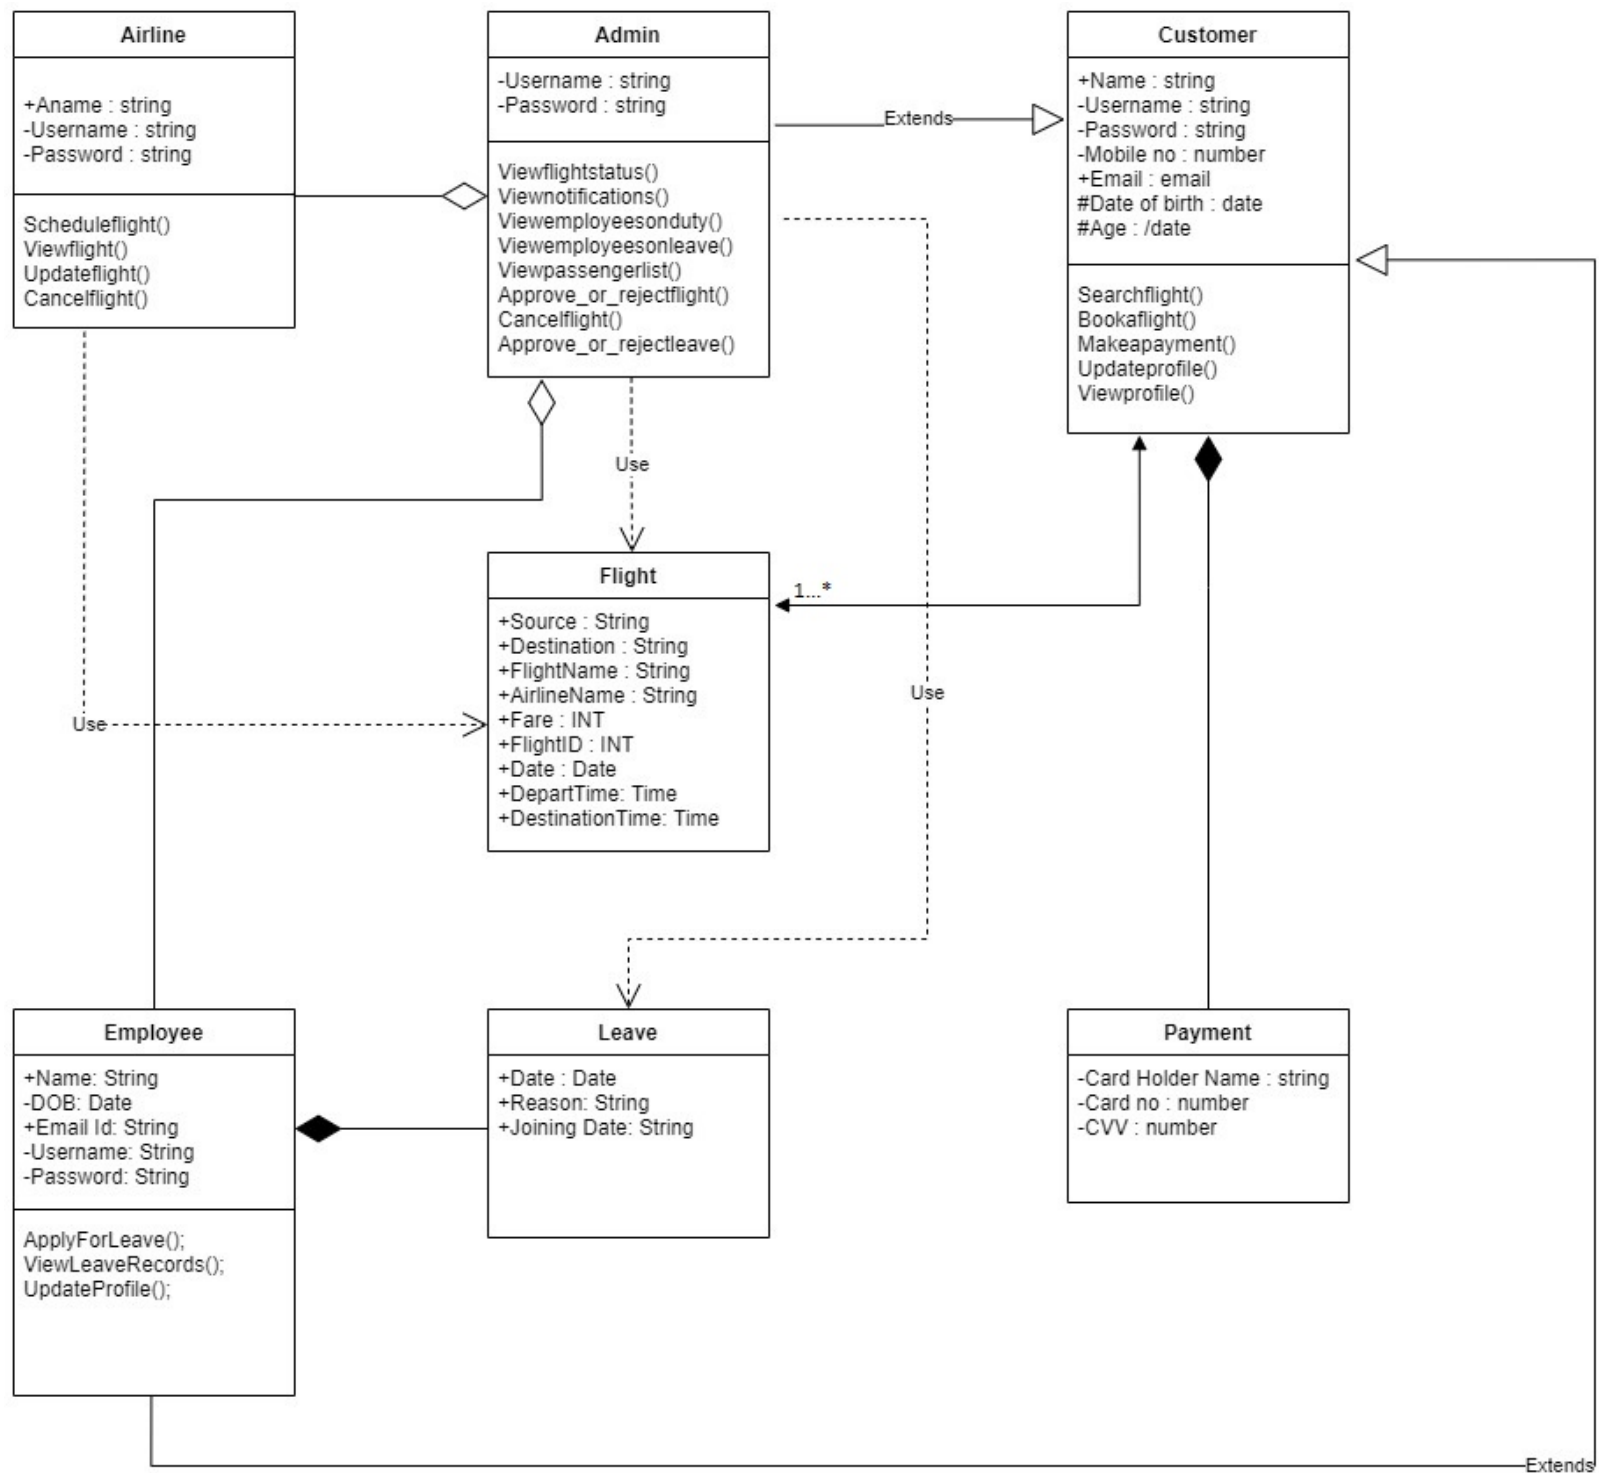 Airline
+Aname : string
-Username : string
-Password : string
Scheduleflight()
Viewflight()
Updateflight()
Cancelflight()
Admin
-Username : string
-Password : string
Viewflightstatus()
Viewnotifications()
Viewemployeesonduty()
Viewemployeesonleave()
Viewpassengerlist()
Approve_or_rejectflight()
Cancelflight()
Approve_or_rejectleave()
Extends
Customer
+Name : string
-Username : string
-Password : string
-Mobile no : number
+Email : email
#Date of birth : date
#Age : /date
Searchflight()
Bookaflight()
Makeapayment()
Updateprofile()
Viewprofile()
Use
Flight
+Source : String
+Destination : String
+FlightName : String
+AirlineName : String
+Fare : INT
+FlightID : INT
+Date : Date
+DepartTime: Time
+DestinationTime: Time
1...*
Use
Use
Employee
+Name: String
-DOB: Date
+Email Id: String
-Username: String
-Password: String
ApplyForLeave();
ViewLeaveRecords();
UpdateProfile();
Leave
+Date : Date
+Reason: String
+Joining Date: String
Payment
-Card Holder Name : string
-Card no : number
-CVV : number
Extends